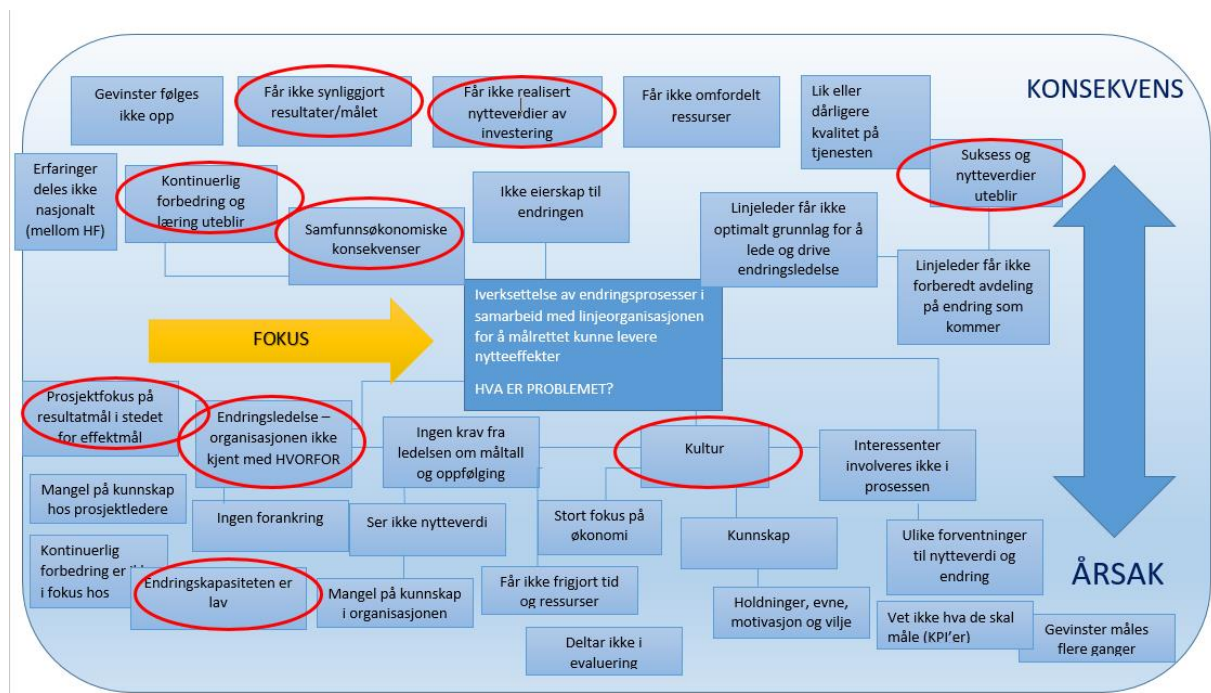 KONSEKVENS
Gevinster følges
ikke opp
Får ikke synliggjort
resultater/målet
Får ikke realisert
nytteverdier av
investering
Får ikke omfordelt
ressurser
Lik eller
dårligere
kvalitet på
tjenesten
Suksess og
nytteverdier
uteblir
Erfaringer
deles ikke
nasjonalt
(mellom HF)
Kontinuerlig
forbedring og
læring uteblir
Samfunnsøkonomiske
konsekvenser
Ikke eierskap til
endringen
Linjeleder får ikke
optimalt grunnlag for å
lede og drive
endringsledelse
Linjeleder får ikke
forberedt avdeling
på endring som
kommer
FOKUS
Iverksettelse av endringsprosesser i
samarbeid med linjeorganisasjonen
for å målrettet kunne levere
nytteeffekter
HVA ER PROBLEMET?
Prosjektfokus på
resultatmål i stedet
for effektmål
Endringsledelse –
organisasjonen ikke
kjent med HVORFOR
Ingen krav fra
ledelsen om måltall
og oppfølging
Kultur
Interessenter
involveres ikke i
prosessen
Mangel på kunnskap
hos prosjektledere
Ingen forankring
Ser ikke nytteverdi
Stort fokus på
økonomi
Kunnskap
Ulike forventninger
til nytteverdi og
endring
ÅRSAK
Kontinuerlig
forbedring er
i fokus hos
Endringskapasiteten er
lav
Mangel på kunnskap
i organisasjonen
Får ikke frigjort tid
og ressurser
Holdninger, evne,
motivasjon og vilje
Vet ikke hva de skal
måle (KPI'er)
Gevinster måles
flere ganger
Deltar ikke i
evaluering